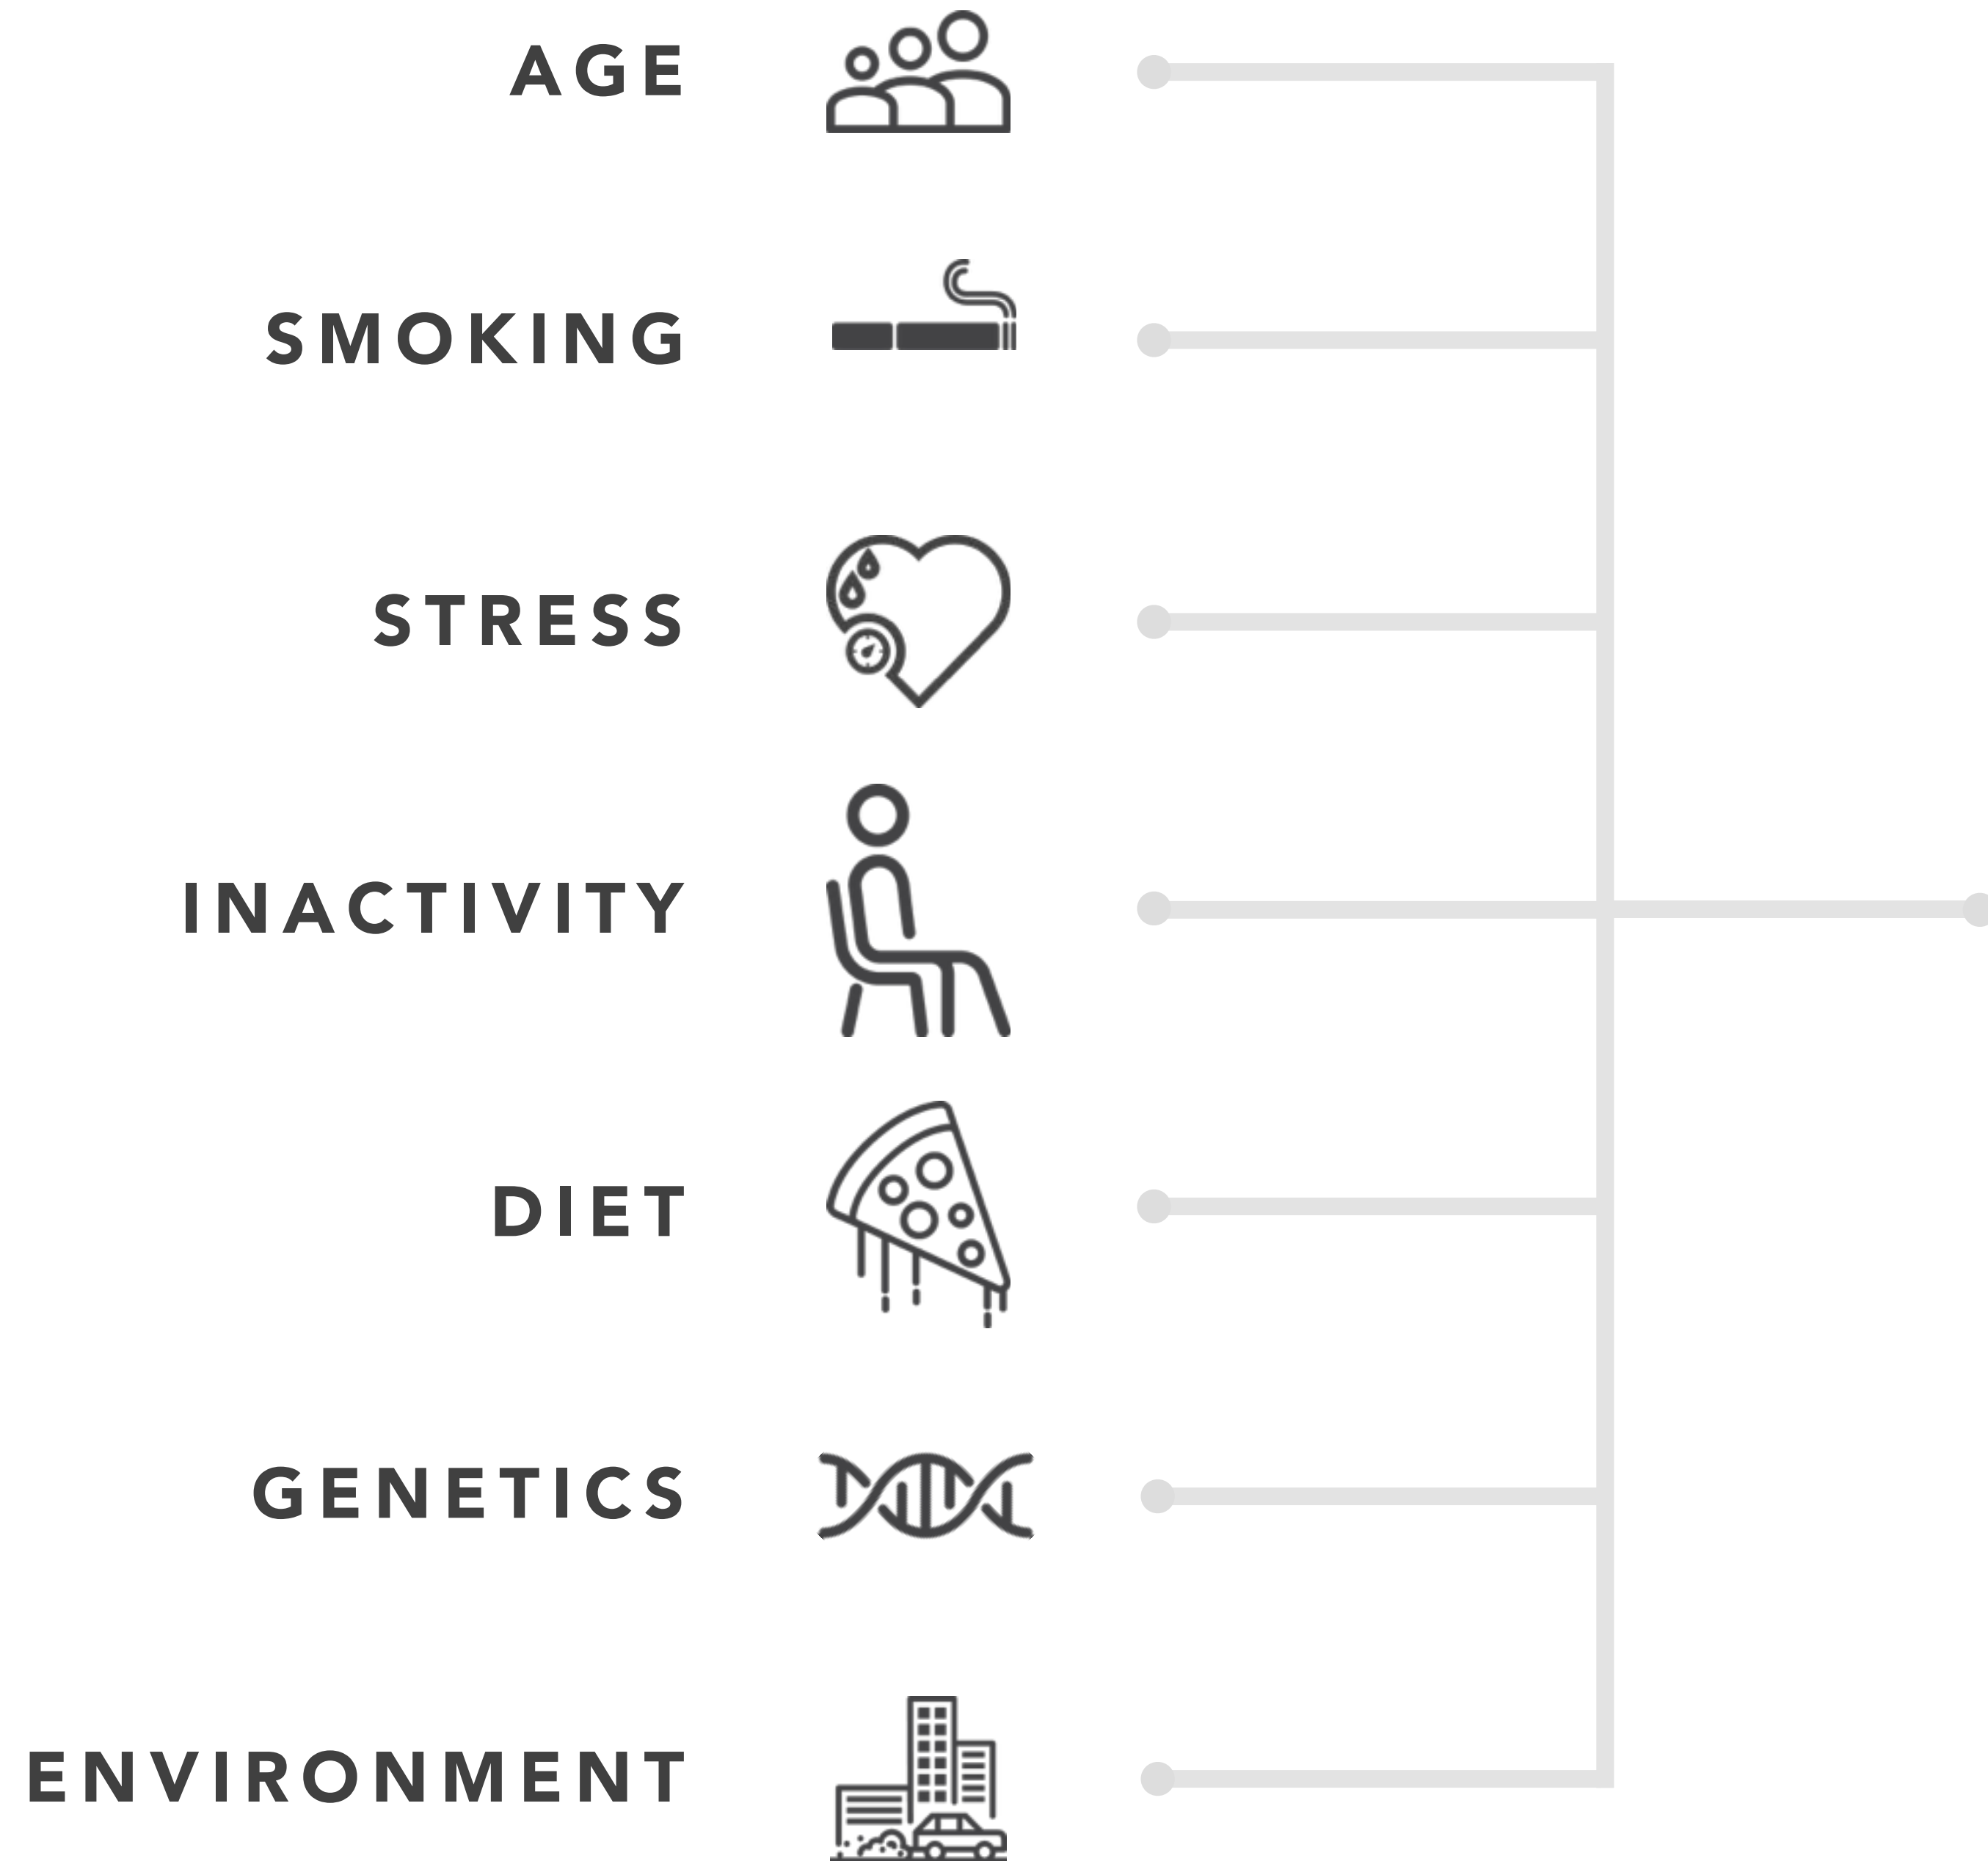 AGE
SMOKING
STRESS
INACTIVITY
DIET
GENETICS
ENVIRONMENT